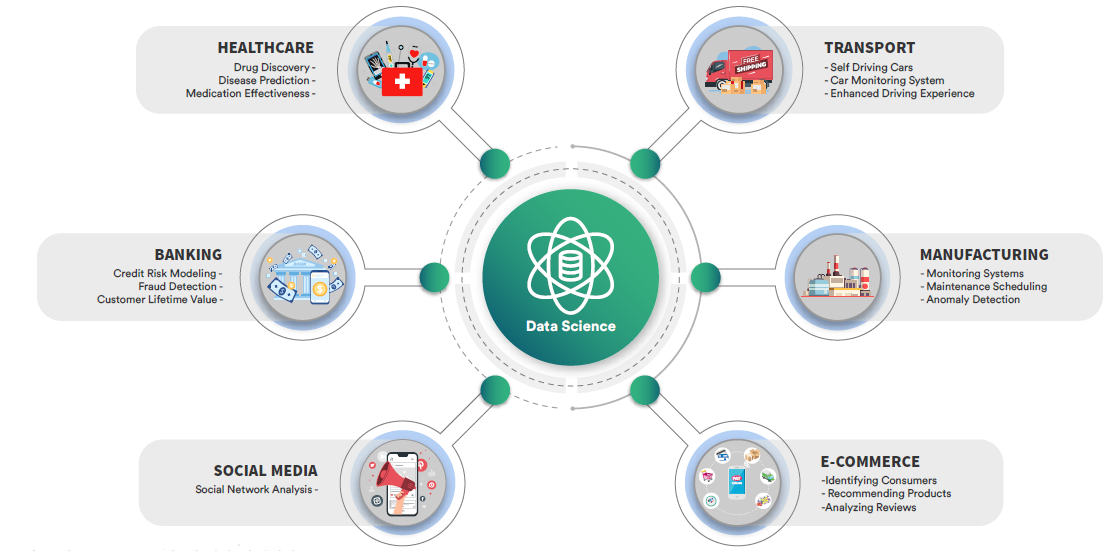 HEALTHCARE
Drug Discovery -
Disease Prediction -
Medication Effectiveness -
TRANSPORT
- Self Driving Cars
- Car Monitoring System
- Enhanced Driving Experience
FREE
SHIPPING
BANKING
Credit Risk Modeling -
Fraud Detection -
Customer Lifetime Value -
Data Science
MANUFACTURING
- Monitoring Systems
- Maintenance Scheduling
- Anomaly Detection
SOCIAL MEDIA
Social Network Analysis -
E-COMMERCE
-Identifying Consumers
- Recommending Products
-Analyzing Reviews